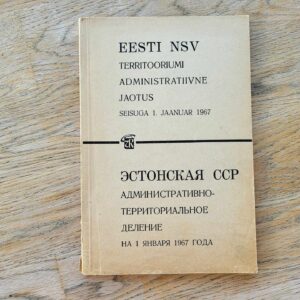 EESTI NSV
TERRITOORIUMI
ADMINISTRATIIVNE
JAOTUS
SEISUGA 1. JAANUAR 1967
ЭСТОНСКАЯ ССР
АДМИНИСТРАТИВНО-
ТЕРРИТОРИАЛЬНОЕ
ДЕЛЕНИЕ
НА 1 ЯНВАРЯ 1967 ГОДА